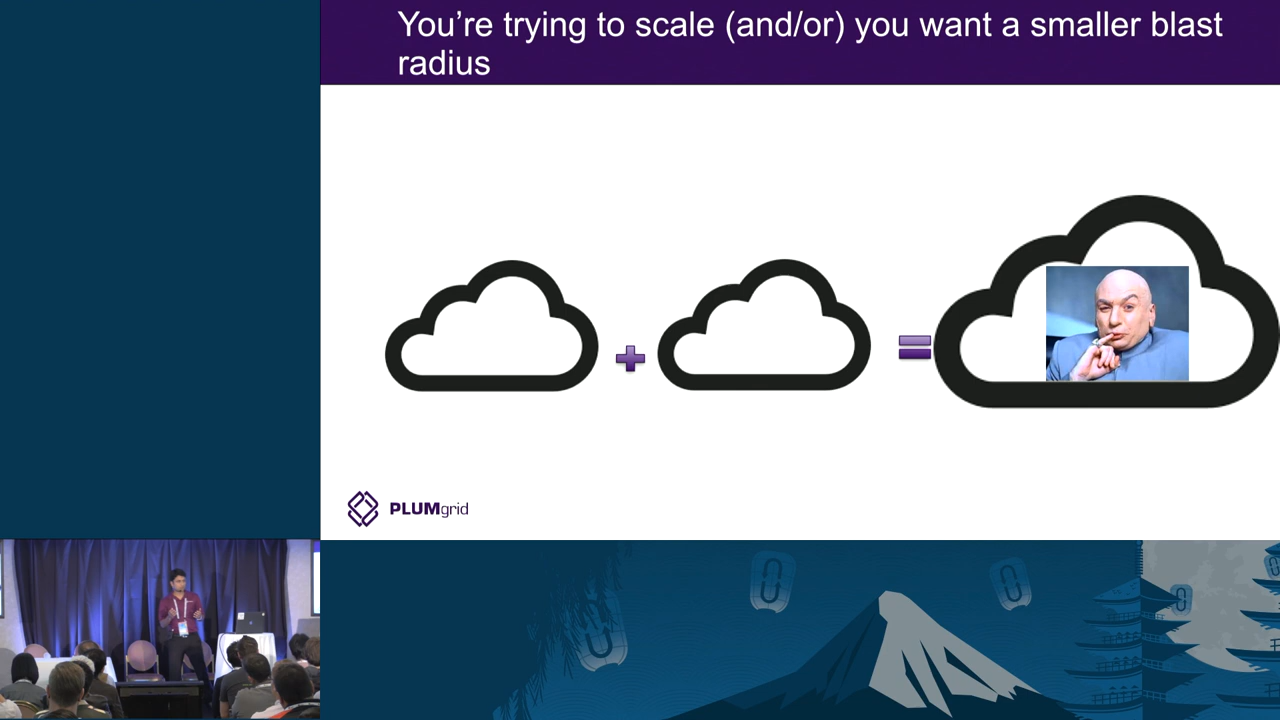 You’re trying to scale (and/or) you want a smaller blast
radius
PLUMgrid